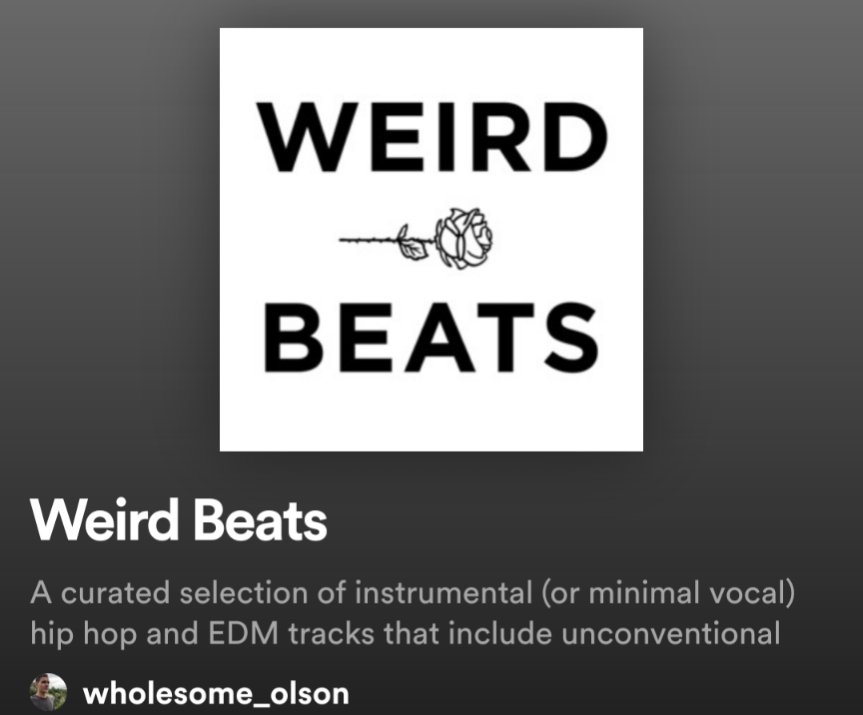 WEIRD
BEATS
Weird Beats
A curated selection of instrumental (or minimal vocal)
hip hop and EDM tracks that include unconventional
wholesome_olson